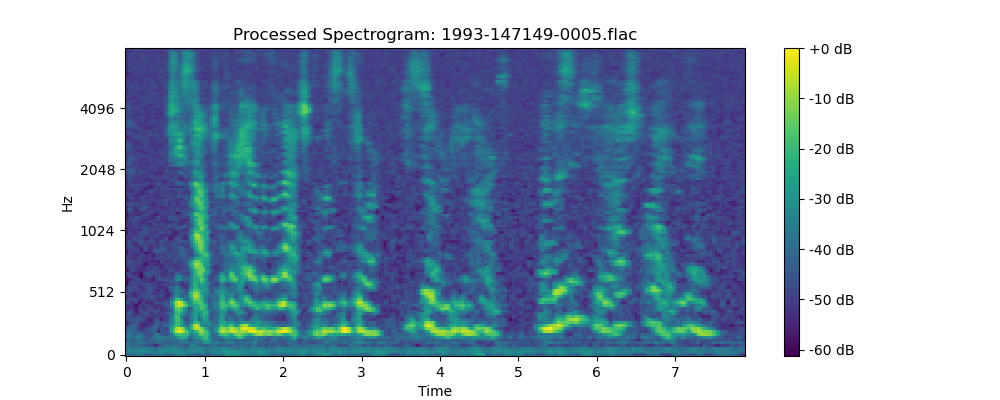 Processed Spectrogram: 1993-147149-0005.flac
Hz
4096
2048
1024
512
0
0 1 2 3 4 5 6 7
Time
+0 dB
-10 dB
-20 dB
-30 dB
-40 dB
-50 dB
-60 dB